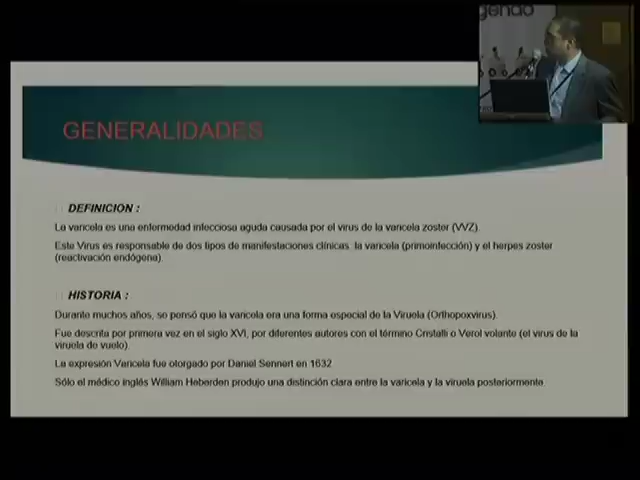 gendo
GENERALIDADES
DEFINICION :
La varicela es una enfermedad infecciosa aguda causada por el virus de la varicela zoster (VVZ).
Este Virus es responsable de dos tipos de manifestaciones clínicas: la varicela (primoinfección) y el herpes zoster
(reactivación endógena).
HISTORIA :
Durante muchos años, se pensó que la varicela era una forma especial de la Viruela (Orthopoxvirus).
Fue descrita por primera vez en el siglo XVI, por diferentes autores con el término Cristalli o Verol volante (el virus de la
viruela de vuelo).
La expresión Varicela fue otorgado por Daniel Sennert en 1632
Sólo el médico inglés William Heberden produjo una distinción clara entre la varicela y la viruela posteriormente.